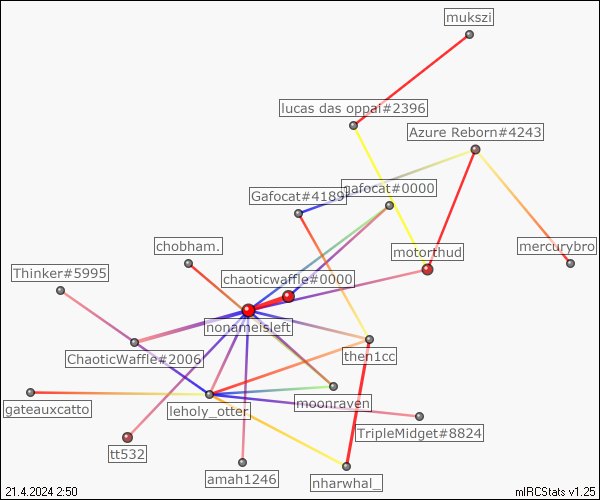 mukszi
lucas das oppai#2396
Azure Reborn#4243
gafocat#0000
Gafocat#4189
chobham.
motorthud
mercurybro
Thinker#5995
chaoticwaffle#0000
nonameisleft
ChaoticWaffle#2006
then1cc
gateauxcatto
leholy_otter
moonraven
TripleMidget#8824
tt532
amah1246
nharwhal_
21.4.2024 2:50
mIRCStats v1.25